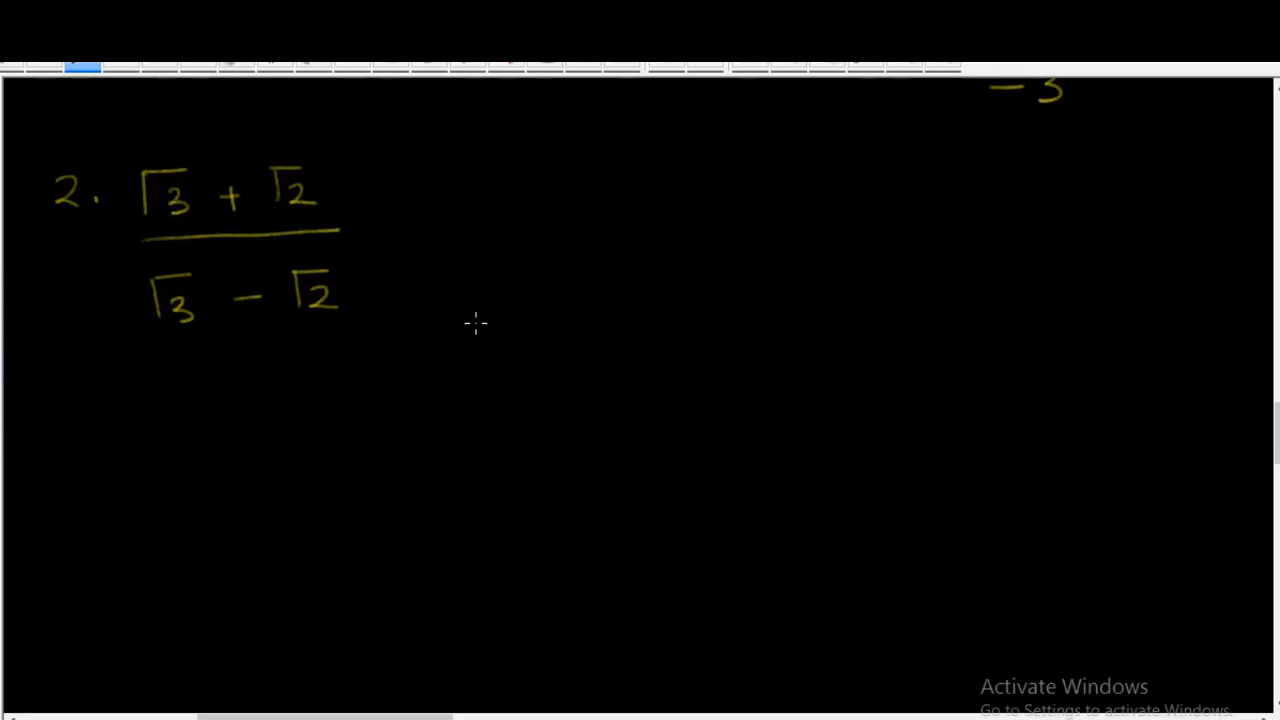 - 3
2. √3 + √2
√3 - √2
Activate Windows
Go to Settings to activate Windows.